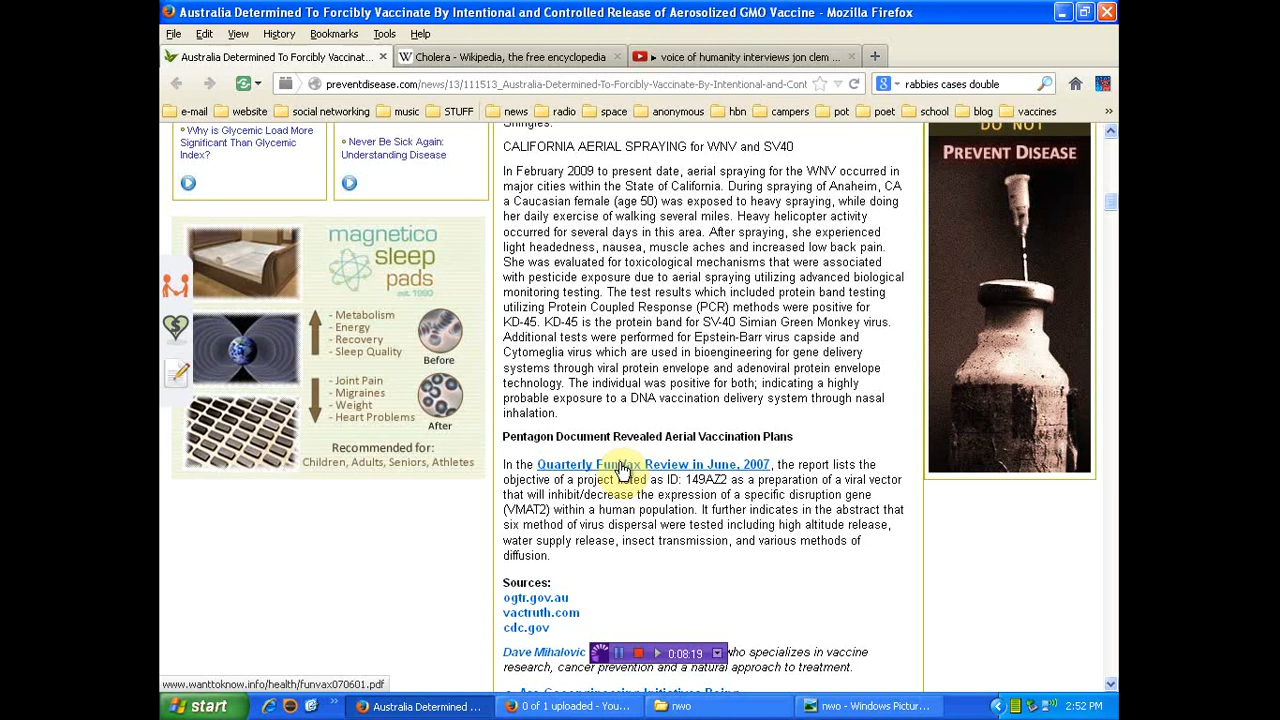 Australia Determined To Forcibly Vaccinate By Intentional and Controlled Release of Aerosolized GMO Vaccine - Mozilla Firefox
File Edit View History Bookmarks Tools Help
Australia Determined To Forcibly Vaccinat...
Cholera - Wikipedia, the free encyclopedia
voice of humanity interviews jon clem ...
preventdisease.com/news/13/111513_Australia-Determined-To-Forcibly-Vaccinate-By-Intentional-and-Cont
rabbies cases double
e-mail website social networking music STUFF news radio space anonymous hbn campers pot poet school blog vaccines
Why is Glycemic Load More
Significant Than Glycemic
Index?
Never Be Sick Again:
Understanding Disease
magnetico
sleep
pads
est. 1990
- Metabolism
- Energy
- Recovery
- Sleep Quality
Before
- Joint Pain
- Migraines
- Weight
- Heart Problems
After
Recommended for:
Children, Adults, Seniors, Athletes
Shingles.
CALIFORNIA AERIAL SPRAYING for WNV and SV40
In February 2009 to present date, aerial spraying for the WNV occurred in
major cities within the State of California. During spraying of Anaheim, CA
a Caucasian female (age 50) was exposed to heavy spraying, while doing
her daily exercise of walking several miles. Heavy helicopter activity
occurred for several days in this area. After spraying, she experienced
light headedness, nausea, muscle aches and increased low back pain.
She was evaluated for toxicological mechanisms that were associated
with pesticide exposure due to aerial spraying utilizing advanced biological
monitoring testing. The test results which included protein band testing
utilizing Protein Coupled Response (PCR) methods were positive for
KD-45. KD-45 is the protein band for SV-40 Simian Green Monkey virus.
Additional tests were performed for Epstein-Barr virus capside and
Cytomeglia virus which are used in bioengineering for gene delivery
systems through viral protein envelope and adenoviral protein envelope
technology. The individual was positive for both; indicating a highly
probable exposure to a DNA vaccination delivery system through nasal
inhalation.
Pentagon Document Revealed Aerial Vaccination Plans
In the Quarterly FunVax Review in June, 2007, the report lists the
objective of a project listed as ID: 149AZ2 as a preparation of a viral vector
that will inhibit/decrease the expression of a specific disruption gene
(VMAT2) within a human population. It further indicates in the abstract that
six method of virus dispersal were tested including high altitude release,
water supply release, insect transmission, and various methods of
diffusion.
Sources:
ogtr.gov.au
vactruth.com
cdc.gov
Dave Mihalovic who specializes in vaccine
research, cancer prevention and a natural approach to treatment.
0:08:19
DO NOT
PREVENT DISEASE
www.wanttoknow.info/health/funvax070601.pdf
start
Australia Determined ...
0 of 1 uploaded - You...
nwo
nwo - Windows Pictur...
2:52 PM